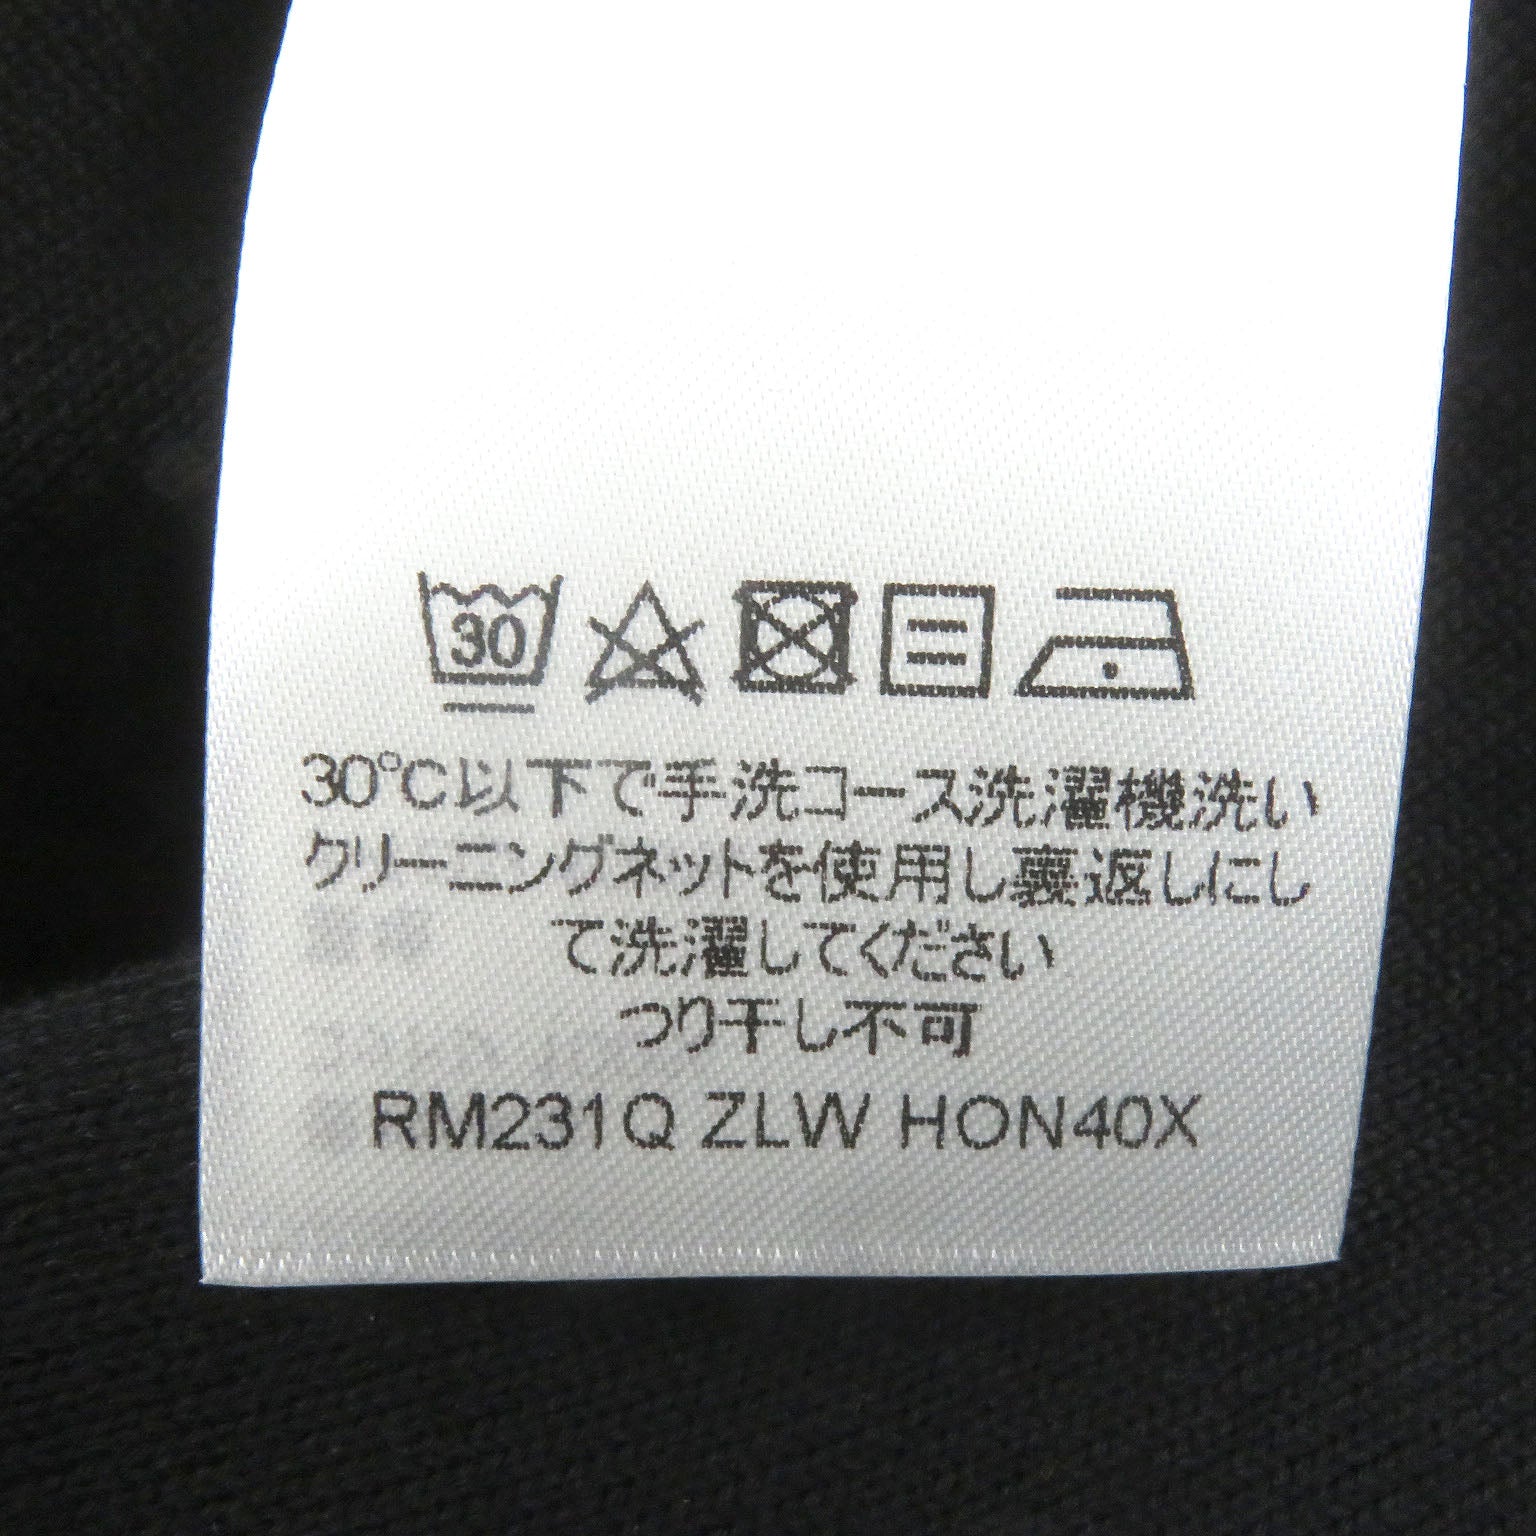 30
30℃以下で手洗コース洗濯機洗い
クリーニングネットを使用し裏返しにし
て洗濯してください
つり干し不可
RM231Q ZLW HON40X